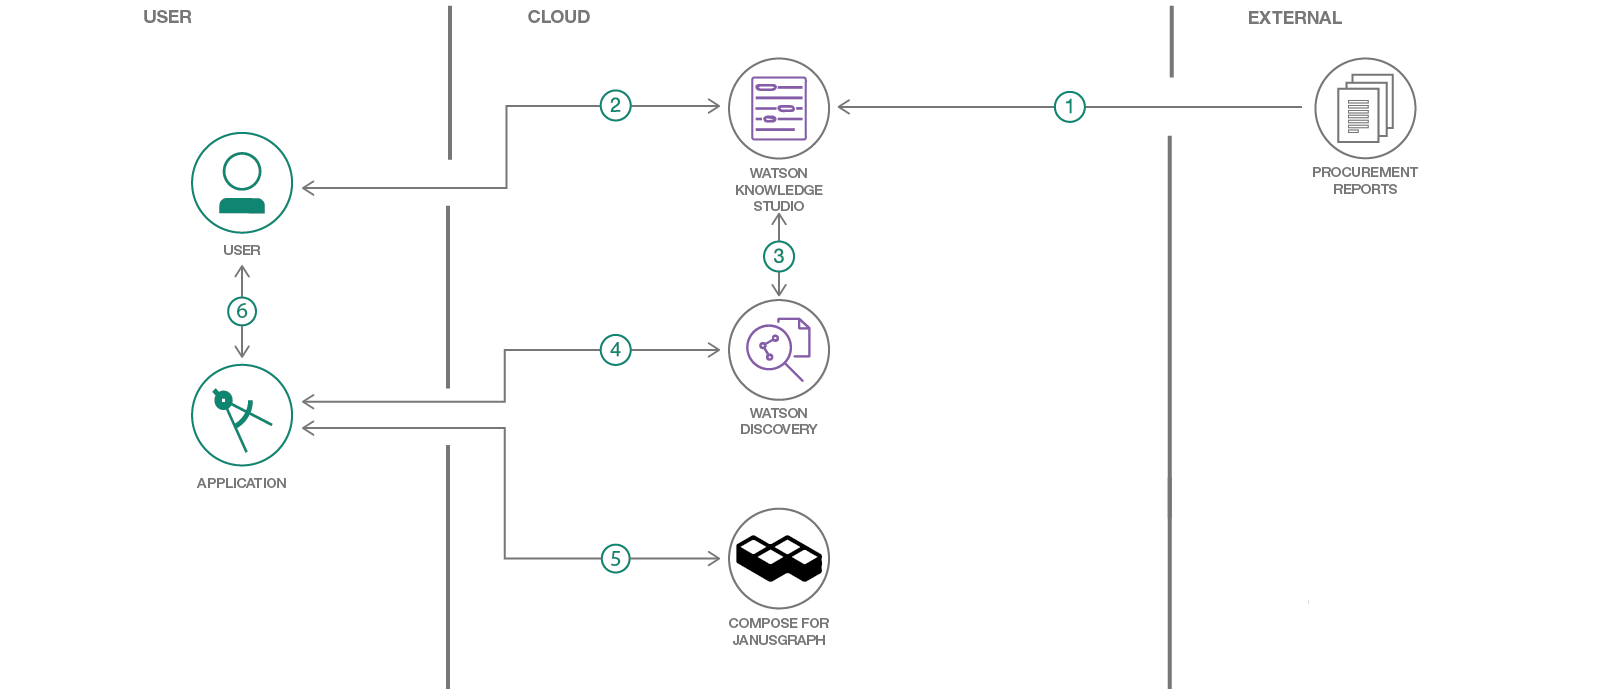 USER
CLOUD
EXTERNAL
2
1
WATSON
KNOWLEDGE
STUDIO
PROCUREMENT
REPORTS
USER
3
6
4
WATSON
DISCOVERY
APPLICATION
5
COMPOSE FOR
JANUSGRAPH